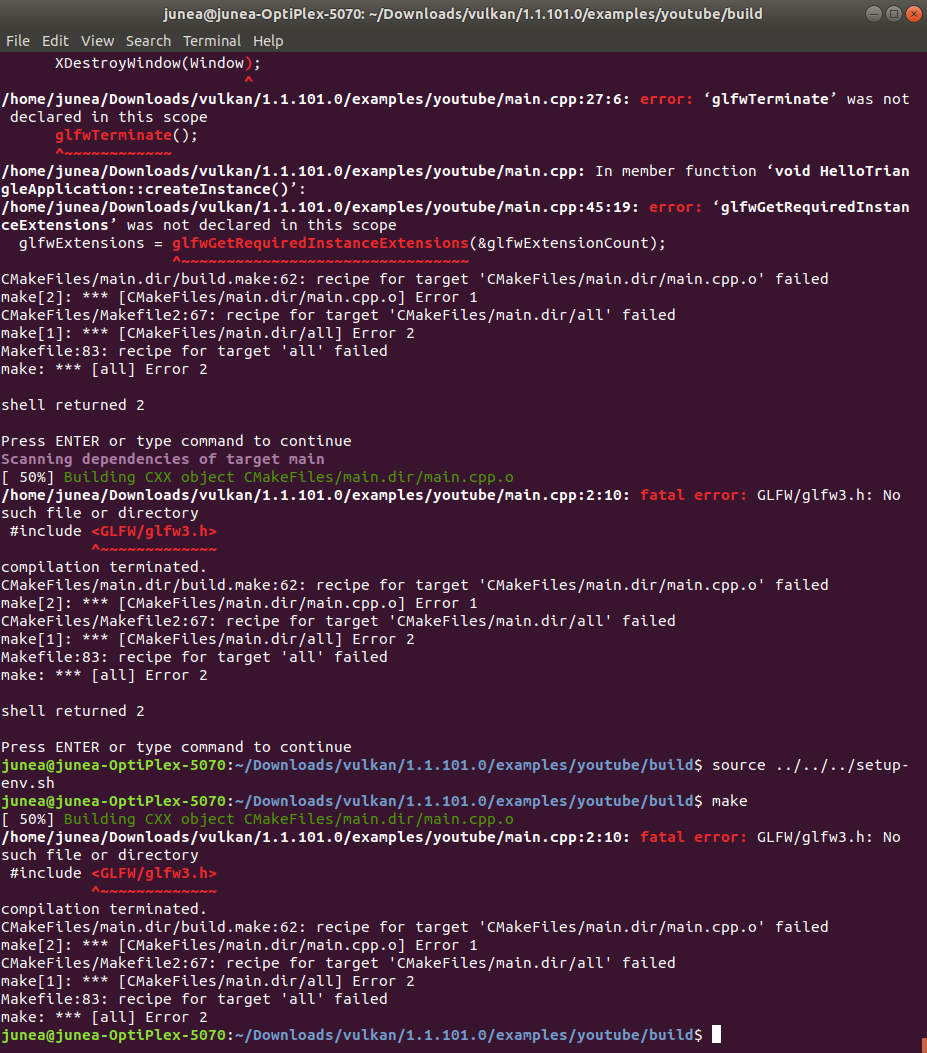 junea@junea-OptiPlex-5070: ~/Downloads/vulkan/1.1.101.0/examples/youtube/build
File Edit View Search Terminal Help
XDestroyWindow(Window);
^
/home/junea/Downloads/vulkan/1.1.101.0/examples/youtube/main.cpp:27:6: error: ‘glfwTerminate’ was not
declared in this scope
glfwTerminate();
^~~~~~~~~~~~~
/home/junea/Downloads/vulkan/1.1.101.0/examples/youtube/main.cpp: In member function ‘void HelloTrian
gleApplication::createInstance()’:
/home/junea/Downloads/vulkan/1.1.101.0/examples/youtube/main.cpp:45:19: error: ‘glfwGetRequiredInstan
ceExtensions’ was not declared in this scope
glfwExtensions = glfwGetRequiredInstanceExtensions(&glfwExtensionCount);
^~~~~~~~~~~~~~~~~~~~~~~~~~~~~~~~~
CMakeFiles/main.dir/build.make:62: recipe for target 'CMakeFiles/main.dir/main.cpp.o' failed
make[2]: *** [CMakeFiles/main.dir/main.cpp.o] Error 1
CMakeFiles/Makefile2:67: recipe for target 'CMakeFiles/main.dir/all' failed
make[1]: *** [CMakeFiles/main.dir/all] Error 2
Makefile:83: recipe for target 'all' failed
make: *** [all] Error 2
shell returned 2
Press ENTER or type command to continue
Scanning dependencies of target main
[ 50%] Building CXX object CMakeFiles/main.dir/main.cpp.o
/home/junea/Downloads/vulkan/1.1.101.0/examples/youtube/main.cpp:2:10: fatal error: GLFW/glfw3.h: No
such file or directory
#include <GLFW/glfw3.h>
^~~~~~~~~~~~~~
compilation terminated.
CMakeFiles/main.dir/build.make:62: recipe for target 'CMakeFiles/main.dir/main.cpp.o' failed
make[2]: *** [CMakeFiles/main.dir/main.cpp.o] Error 1
CMakeFiles/Makefile2:67: recipe for target 'CMakeFiles/main.dir/all' failed
make[1]: *** [CMakeFiles/main.dir/all] Error 2
Makefile:83: recipe for target 'all' failed
make: *** [all] Error 2
shell returned 2
Press ENTER or type command to continue
junea@junea-OptiPlex-5070:~/Downloads/vulkan/1.1.101.0/examples/youtube/build$ source ../../../setup-
env.sh
junea@junea-OptiPlex-5070:~/Downloads/vulkan/1.1.101.0/examples/youtube/build$ make
[ 50%] Building CXX object CMakeFiles/main.dir/main.cpp.o
/home/junea/Downloads/vulkan/1.1.101.0/examples/youtube/main.cpp:2:10: fatal error: GLFW/glfw3.h: No
such file or directory
#include <GLFW/glfw3.h>
^~~~~~~~~~~~~~
compilation terminated.
CMakeFiles/main.dir/build.make:62: recipe for target 'CMakeFiles/main.dir/main.cpp.o' failed
make[2]: *** [CMakeFiles/main.dir/main.cpp.o] Error 1
CMakeFiles/Makefile2:67: recipe for target 'CMakeFiles/main.dir/all' failed
make[1]: *** [CMakeFiles/main.dir/all] Error 2
Makefile:83: recipe for target 'all' failed
make: *** [all] Error 2
junea@junea-OptiPlex-5070:~/Downloads/vulkan/1.1.101.0/examples/youtube/build$